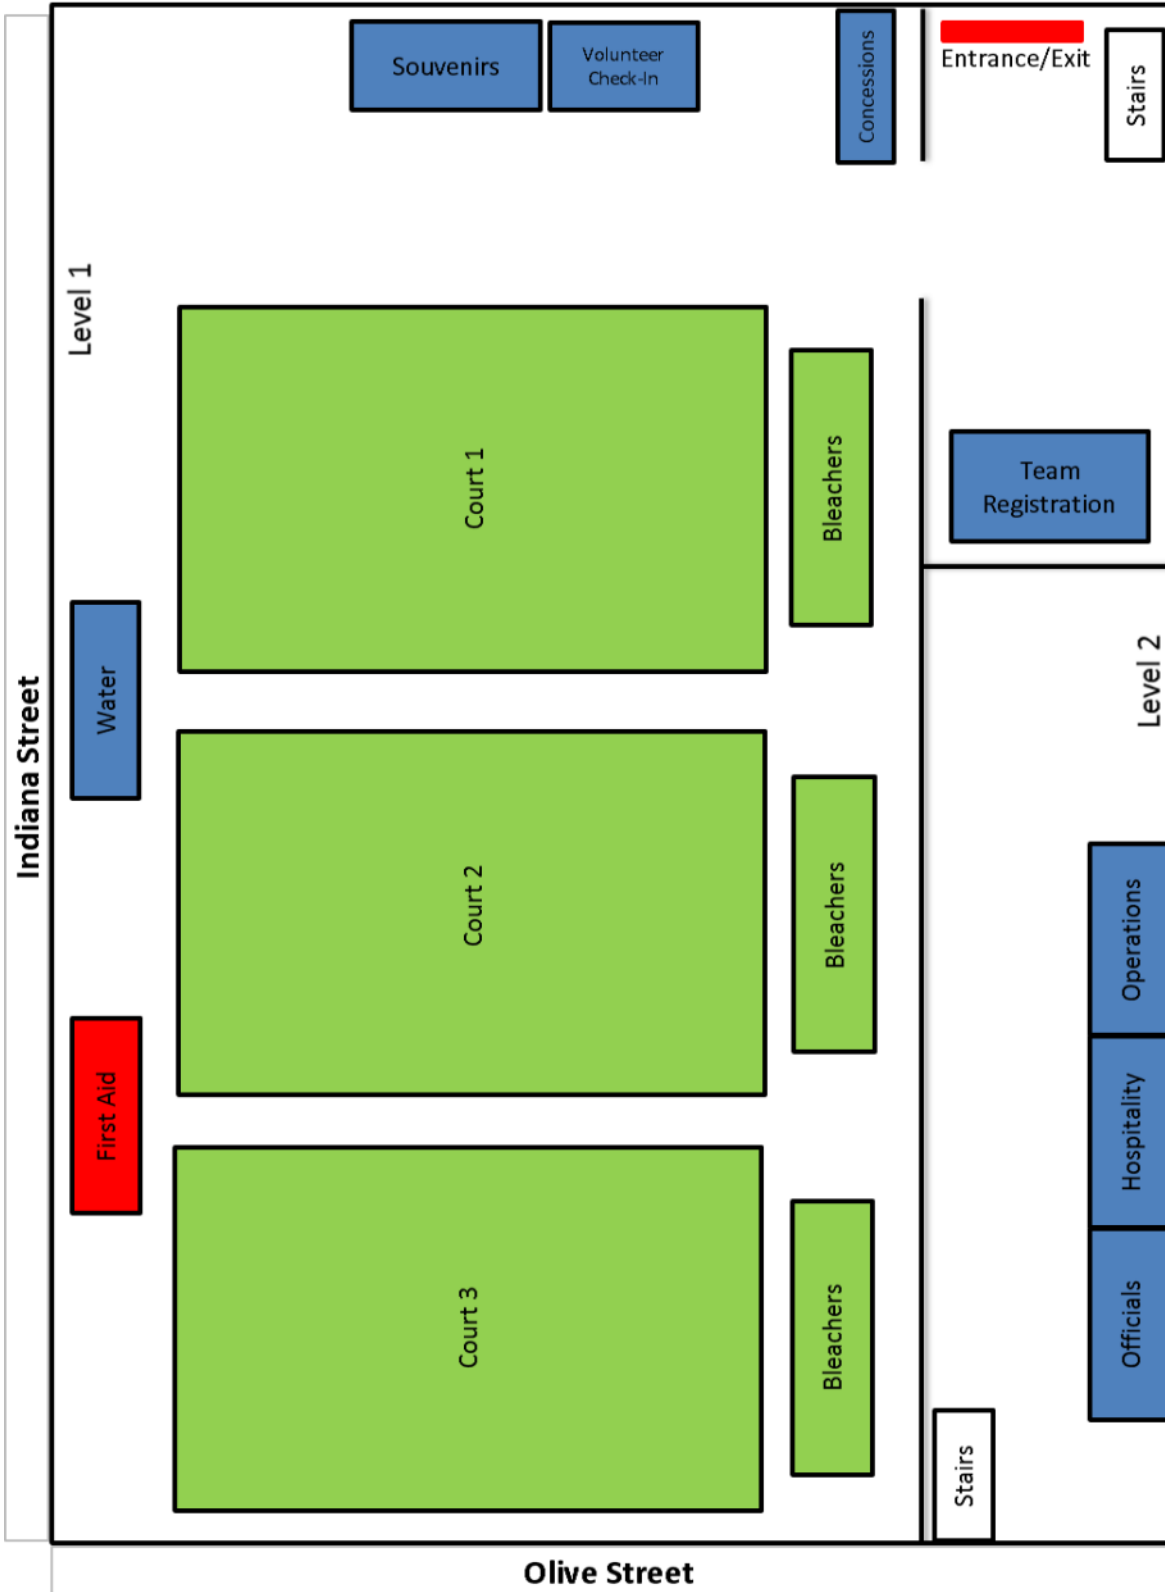 Souvenirs
Volunteer
Check-In
Concessions
Entrance/Exit
Stairs
Level 1
Court 1
Bleachers
Team
Registration
Water
Indiana Street
Level 2
Court 2
Bleachers
Operations
First Aid
Hospitality
Court 3
Bleachers
Officials
Stairs
Olive Street